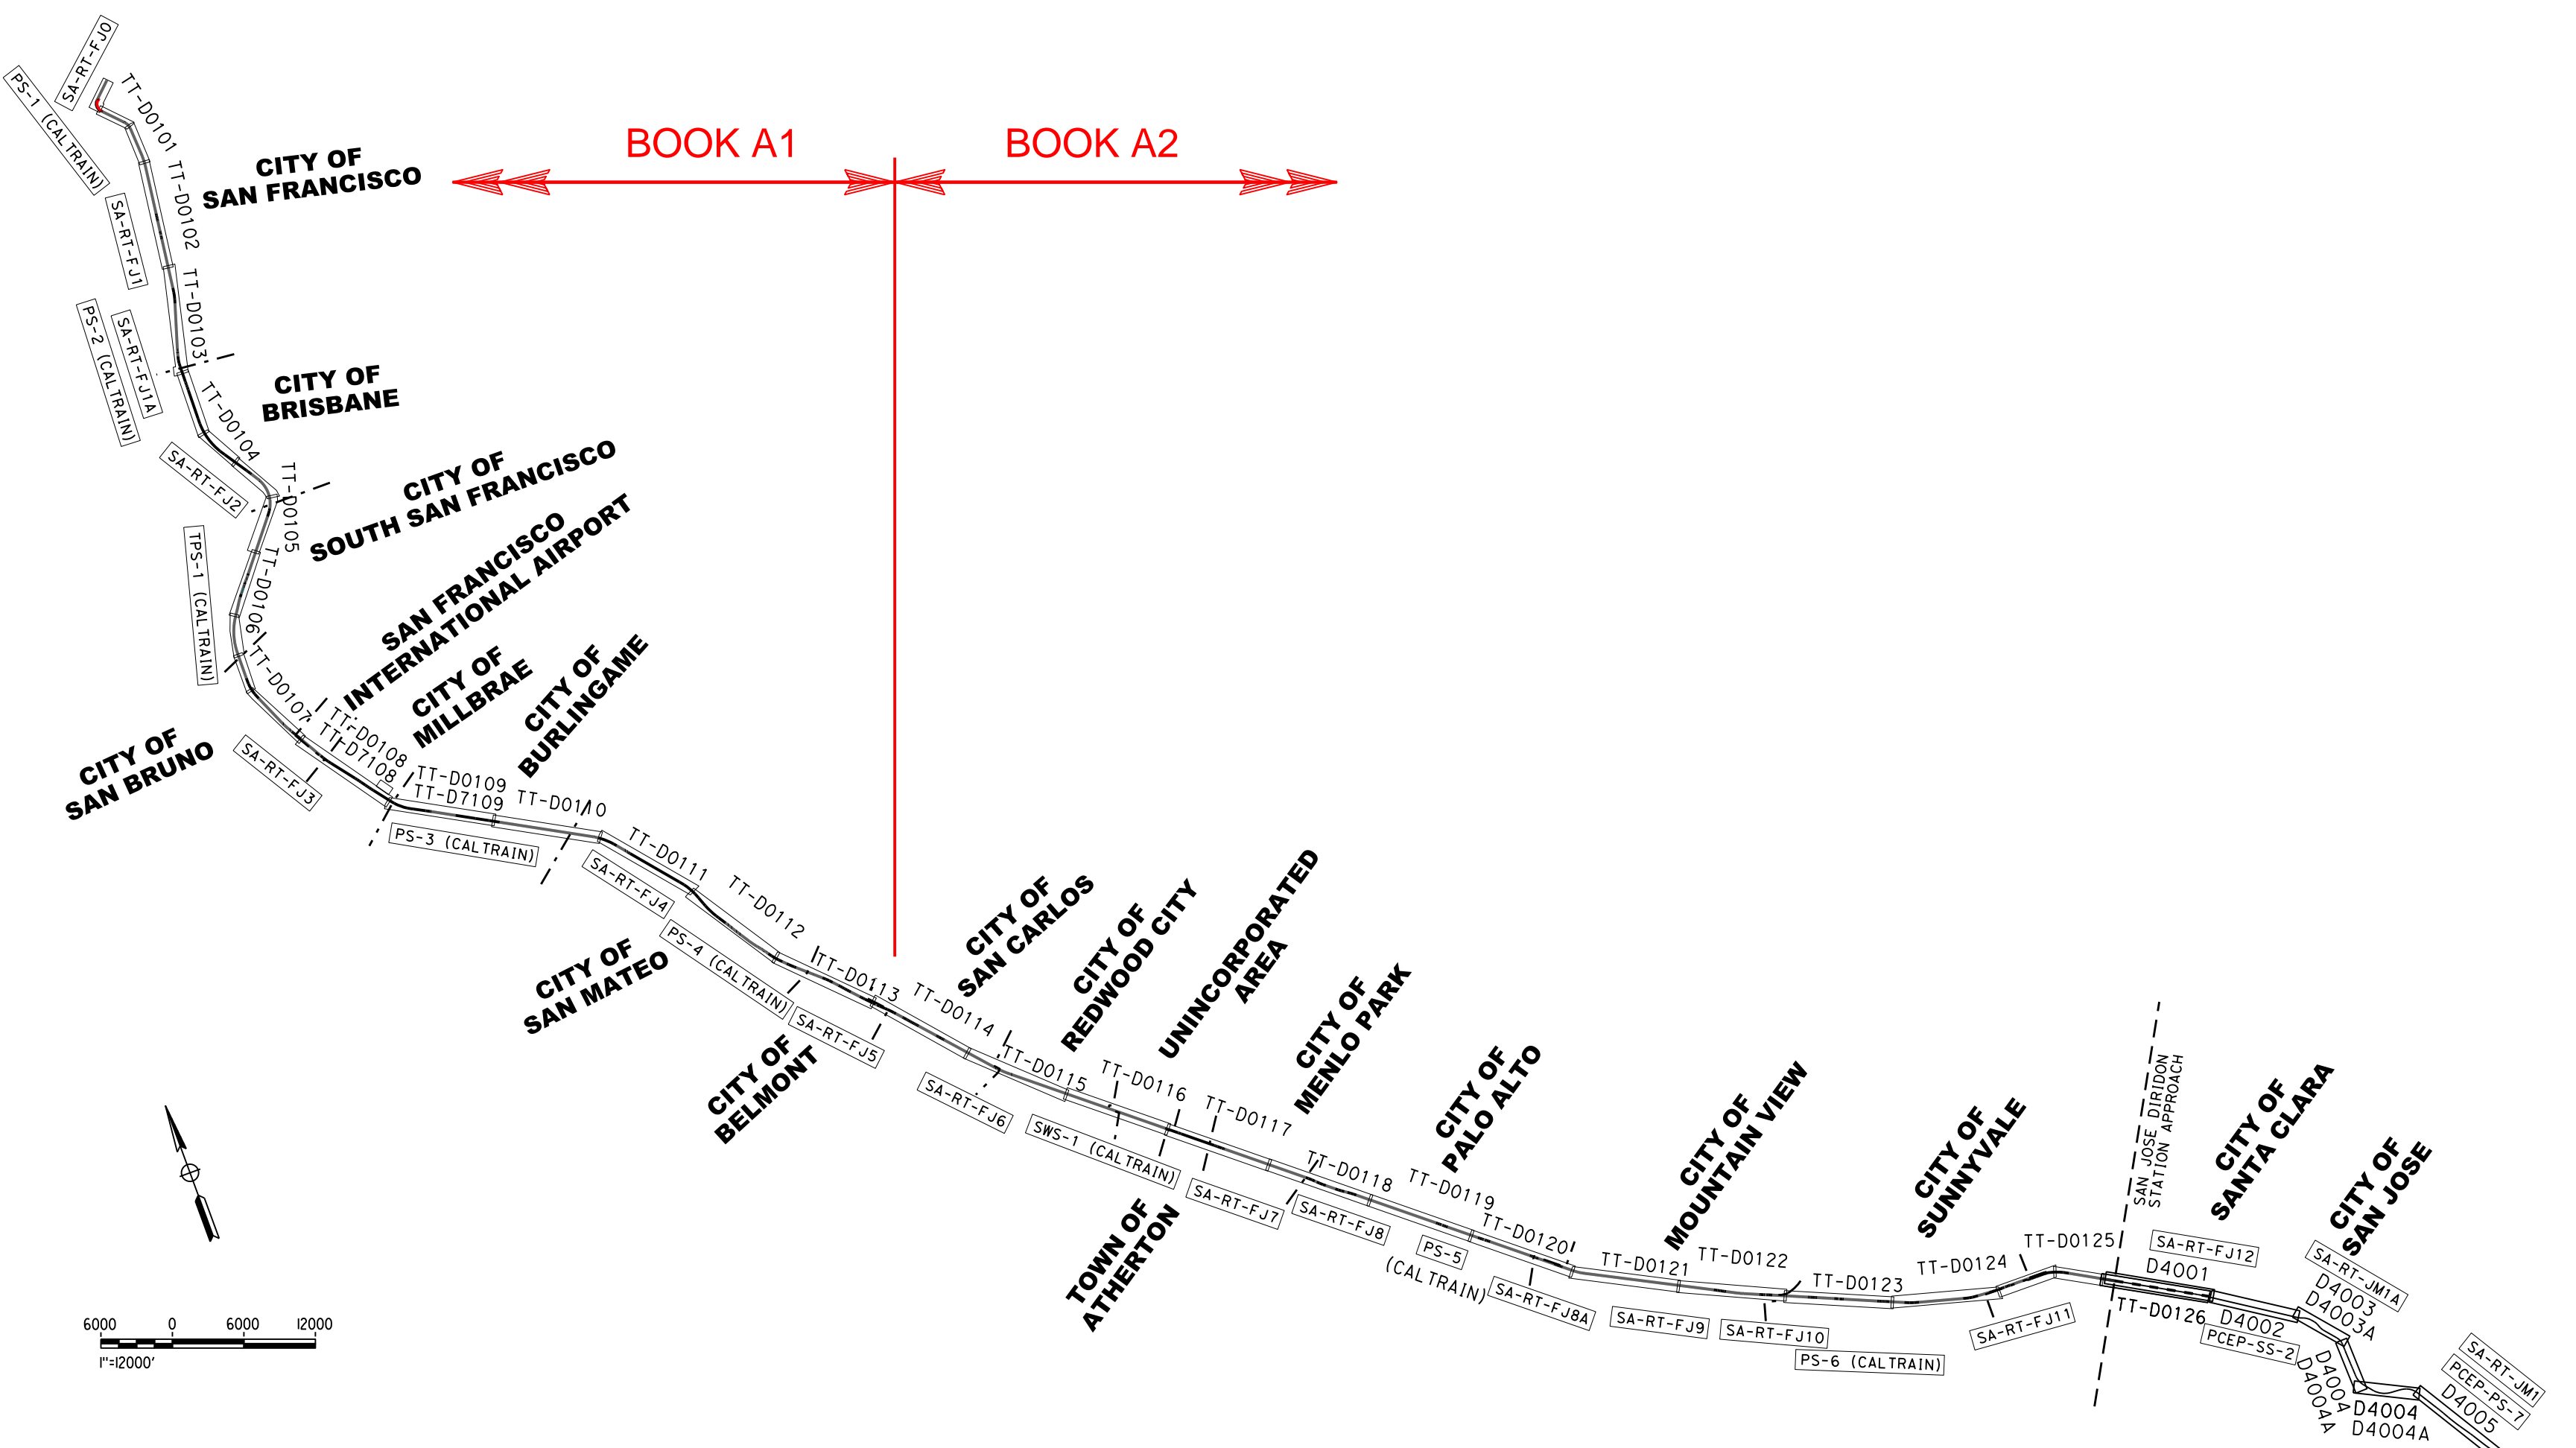 SA-RT-FJ0
PS-1 (CALTRAIN)
TT-D0101
TT-D0102
CITY OF
SAN FRANCISCO
BOOK A1
BOOK A2
SA-RT-FJ1
TT-D0103
PS-2 (CALTRAIN)
SA-RT-FJ1A
CITY OF
BRISBANE
TT-D0104
SA-RT-FJ2
TT-D0105
CITY OF
SOUTH SAN FRANCISCO
TPS-1 (CALTRAIN)
TT-D0106
SAN FRANCISCO
INTERNATIONAL AIRPORT
TT-D0107
CITY OF
MILLBRAE
CITY OF
BURLINGAME
CITY OF
SAN BRUNO
SA-RT-FJ3
TT-D0108
TT-D7108
TT-D0109
TT-D7109
TT-D0110
PS-3 (CALTRAIN)
TT-D0111
SA-RT-FJ4
TT-D0112
CITY OF
SAN MATEO
PS-4 (CALTRAIN)
TT-D0113
SA-RT-FJ5
CITY OF
BELMONT
TT-D0114
CITY OF
SAN CARLOS
SA-RT-FJ6
TT-D0115
CITY OF
REDWOOD CITY
SWS-1 (CALTRAIN)
TT-D0116
UNINCORPORATED
AREA
TOWN OF
ATHERTON
TT-D0117
SA-RT-FJ7
CITY OF
MENLO PARK
TT-D0118
SA-RT-FJ8
TT-D0119
CITY OF
PALO ALTO
PS-5
(CALTRAIN)
TT-D0120
SA-RT-FJ8A
TT-D0121
SA-RT-FJ9
CITY OF
MOUNTAIN VIEW
TT-D0122
SA-RT-FJ10
TT-D0123
PS-6 (CALTRAIN)
TT-D0124
CITY OF
SUNNYVALE
SA-RT-FJ11
TT-D0125
SAN JOSE DIRIDON
STATION APPROACH
SA-RT-FJ12
D4001
TT-D0126
CITY OF
SANTA CLARA
D4002
PCEP-SS-2
CITY OF
SAN JOSE
SA-RT-JM1A
D4003
D4003A
D4004
D4004A
D4004
D4004A
SA-RT-JM1
PCEP-PS-7
D4005
6000 0 6000 12000
1"=12000'